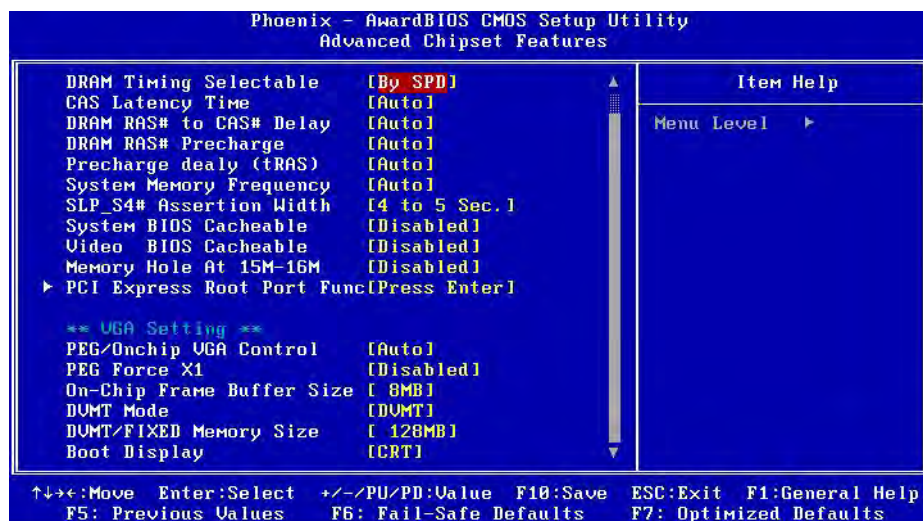 Phoenix - AwardBIOS CMOS Setup Utility
Advanced Chipset Features
DRAM Timing Selectable [By SPD]
CAS Latency Time [Auto]
DRAM RAS# to CAS# Delay [Auto]
DRAM RAS# Precharge [Auto]
Precharge dealy (tRAS) [Auto]
System Memory Frequency [Auto]
SLP_S4# Assertion Width [4 to 5 Sec.]
System BIOS Cacheable [Disabled]
Video BIOS Cacheable [Disabled]
Memory Hole At 15M-16M [Disabled]
▶ PCI Express Root Port Func[Press Enter]
** VGA Setting **
PEG/Onchip VGA Control [Auto]
PEG Force X1 [Disabled]
On-Chip Frame Buffer Size [ 8MB]
DVMT Mode [DVMT]
DVMT/FIXED Memory Size [ 128MB]
Boot Display [CRT]
Item Help
Menu Level ▶
↑↓→←:Move Enter:Select +/-/PU/PD:Value F10:Save ESC:Exit F1:General Help
F5: Previous Values F6: Fail-Safe Defaults F7: Optimized Defaults